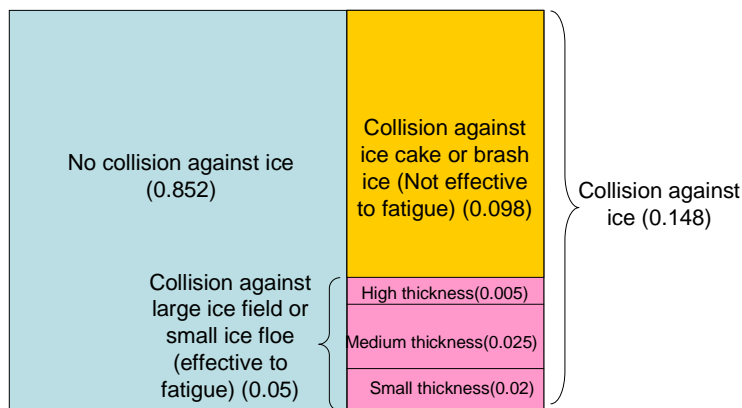 No collision against ice
(0.852)
Collision against
ice cake or brash
ice (Not effective
to fatigue) (0.098)
Collision against
ice (0.148)
Collision against
large ice field or
small ice floe
(effective to
fatigue) (0.05)
High thickness(0.005)
Medium thickness(0.025)
Small thickness(0.02)